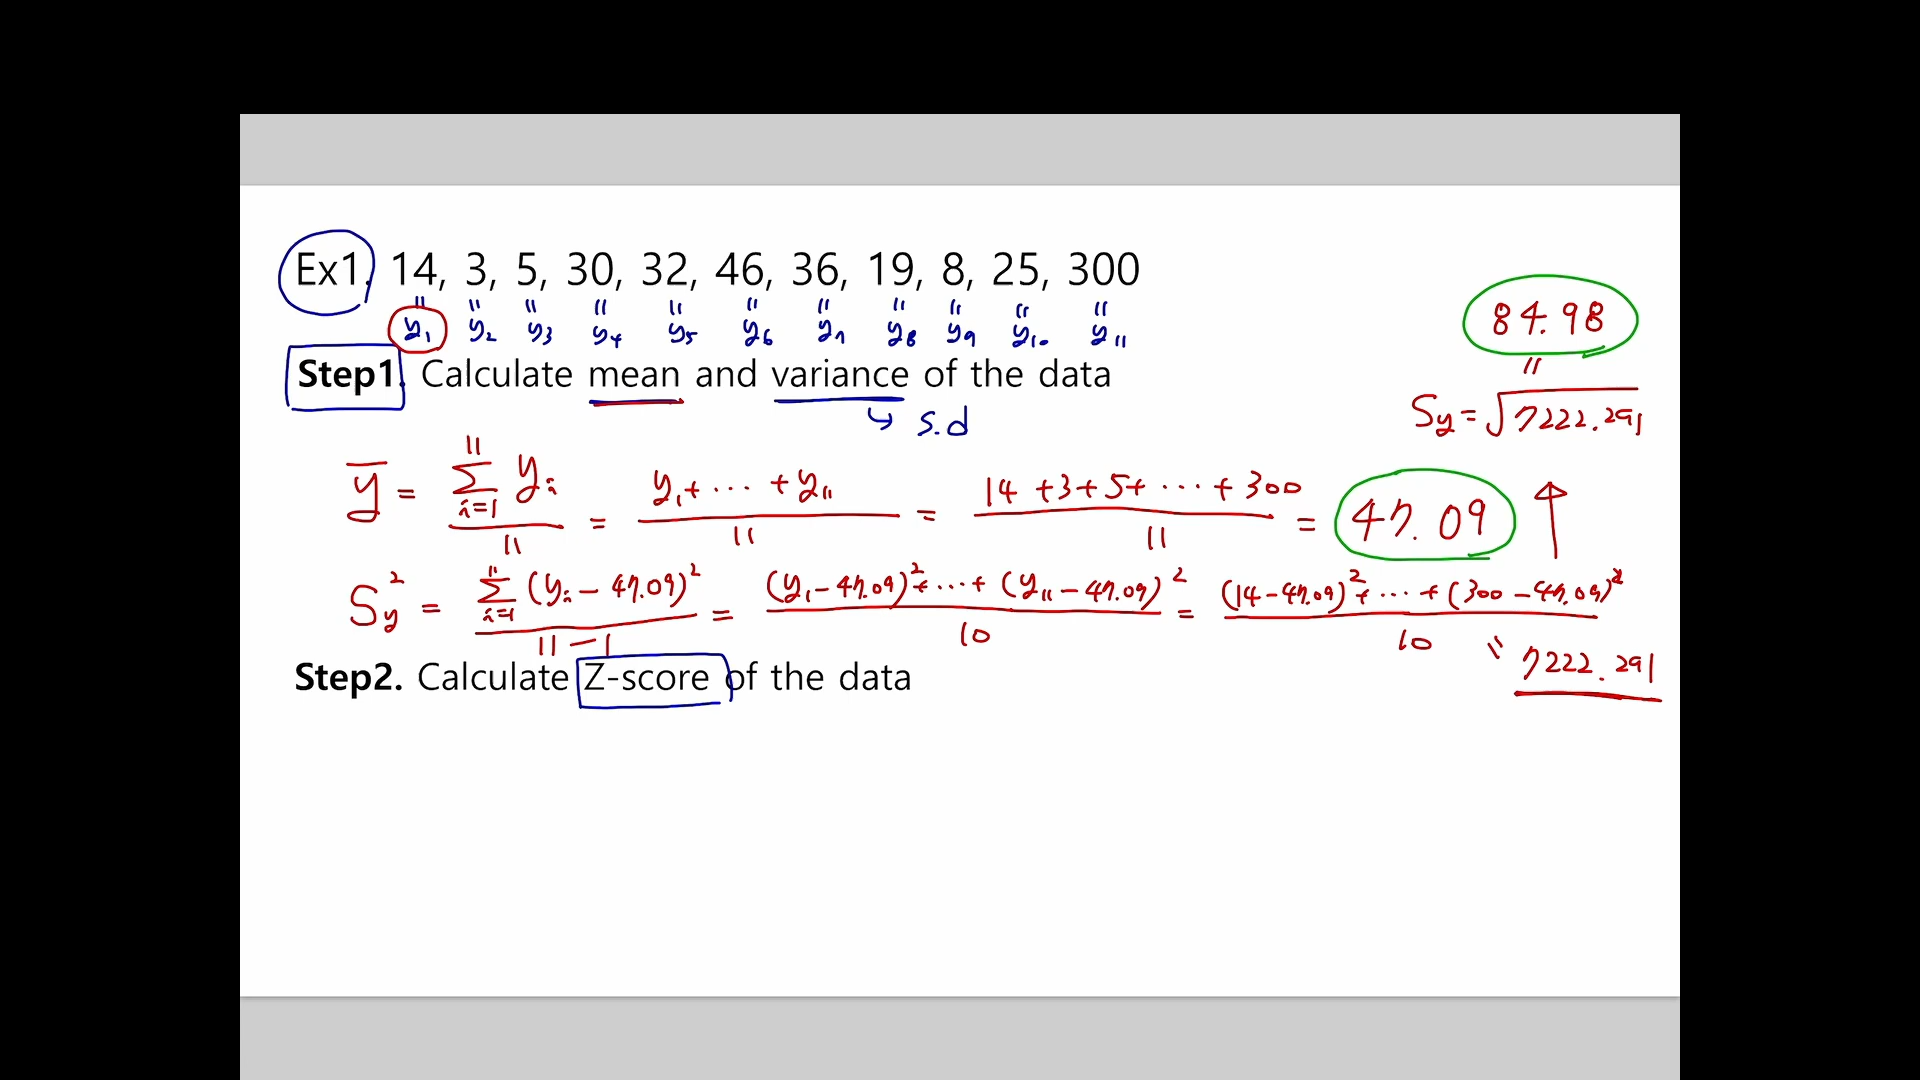 Ex1. 14, 3, 5, 30, 32, 46, 36, 19, 8, 25, 300
" " " " " " " " " " "
y₁ y₂ y₃ y₄ y₅ y₆ y₇ y₈ y₉ y₁₀ y₁₁
84.98
"
Step1. Calculate mean and variance of the data
↳ s.d
Sy = √7222.291
ȳ = Σᵢ₌₁¹¹ yᵢ / 11 = y₁+ ··· +y₁₁ / 11 = 14+3+5+ ··· +300 / 11 = 47.09 ↑
Sy² = Σᵢ₌₁¹¹ (yᵢ − 47.09)² / 11−1 = (y₁−47.09)²+ ··· + (y₁₁−47.09)² / 10 = (14−47.09)²+ ··· + (300−47.09)² / 10
" 7222.291
Step2. Calculate Z-score of the data